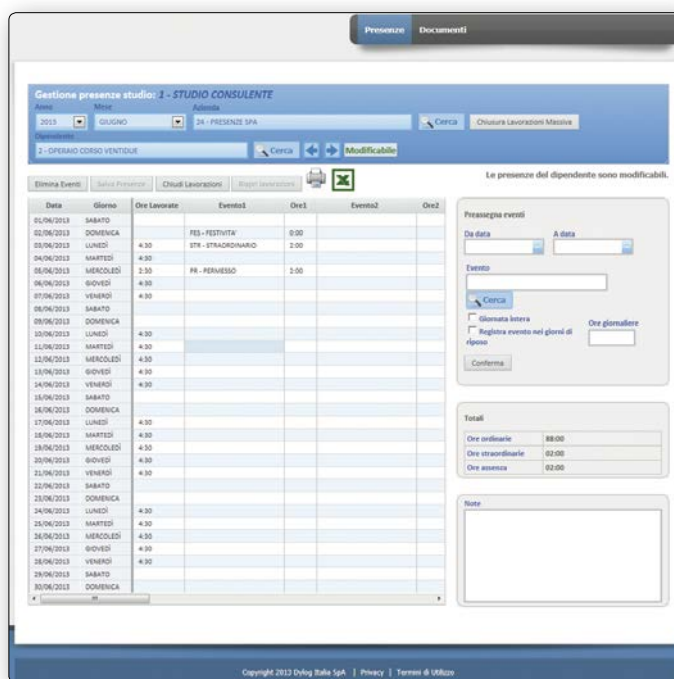 Presenze Documenti
Gestione presenze studio: 1 - STUDIO CONSULENTE
Anno Mese Azienda
2013 GIUGNO 24 - PRESENZE SPA Cerca Chiusura Lavorazioni Massiva
Dipendente
2 - OPERAIO CORSO VENTIDUE Cerca Modificabile
Elimina Eventi Salva Presenze Chiudi Lavorazioni Riapri lavorazioni Le presenze del dipendente sono modificabili.
Data Giorno Ore Lavorate Evento1 Ore1 Evento2 Ore2
01/06/2013 SABATO
02/06/2013 DOMENICA FES - FESTIVITA' 0:00
03/06/2013 LUNEDÌ 4:30 STR - STRAORDINARIO 2:00
04/06/2013 MARTEDÌ 4:30
05/06/2013 MERCOLEDÌ 2:30 PR - PERMESSO 2:00
06/06/2013 GIOVEDÌ 4:30
07/06/2013 VENERDÌ 4:30
08/06/2013 SABATO
09/06/2013 DOMENICA
10/06/2013 LUNEDÌ 4:30
11/06/2013 MARTEDÌ 4:30
12/06/2013 MERCOLEDÌ 4:30
13/06/2013 GIOVEDÌ 4:30
14/06/2013 VENERDÌ 4:30
15/06/2013 SABATO
16/06/2013 DOMENICA
17/06/2013 LUNEDÌ 4:30
18/06/2013 MARTEDÌ 4:30
19/06/2013 MERCOLEDÌ 4:30
20/06/2013 GIOVEDÌ 4:30
21/06/2013 VENERDÌ 4:30
22/06/2013 SABATO
23/06/2013 DOMENICA
24/06/2013 LUNEDÌ 4:30
25/06/2013 MARTEDÌ 4:30
26/06/2013 MERCOLEDÌ 4:30
27/06/2013 GIOVEDÌ 4:30
28/06/2013 VENERDÌ 4:30
29/06/2013 SABATO
30/06/2013 DOMENICA
Preassegna eventi
Da data A data
Evento
Cerca
Giornata intera Ore giornaliere
Registra evento nei giorni di
riposo
Conferma
Totali
Ore ordinarie 88:00
Ore straordinarie 02:00
Ore assenza 02:00
Note
Copyright 2013 Dylog Italia SpA | Privacy | Termini di Utilizzo